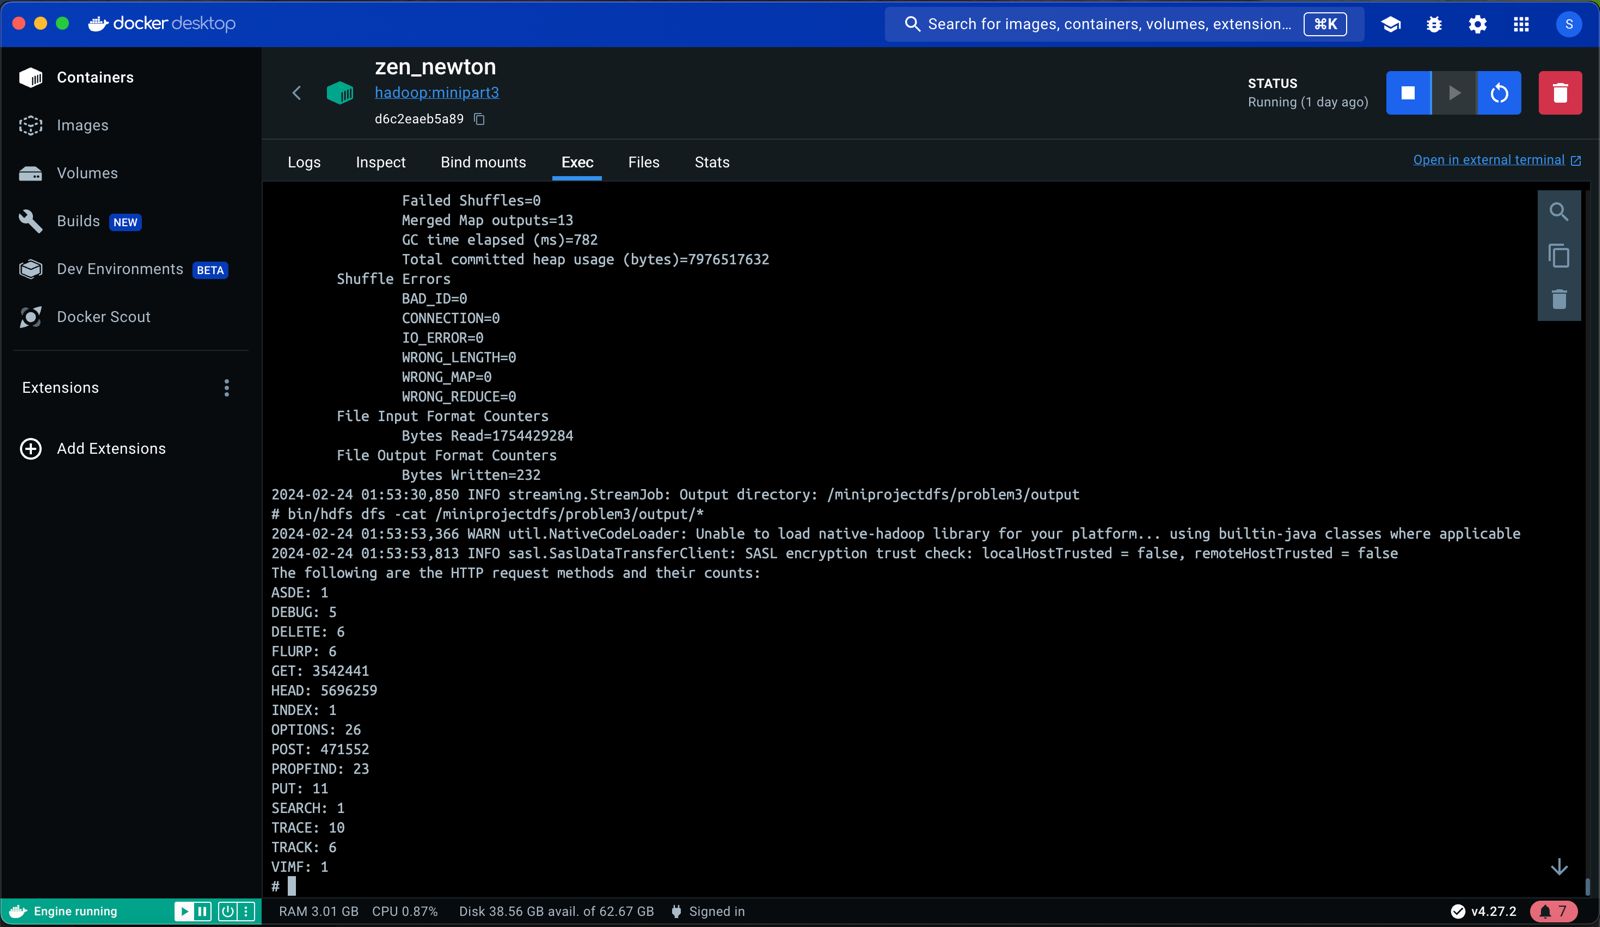 docker desktop
Search for images, containers, volumes, extension... ⌘K
S
Containers
Images
Volumes
Builds NEW
Dev Environments BETA
Docker Scout
Extensions
Add Extensions
zen_newton
hadoop:minipart3
d6c2eaeb5a89
STATUS
Running (1 day ago)
Logs Inspect Bind mounts Exec Files Stats
Open in external terminal
Failed Shuffles=0
Merged Map outputs=13
GC time elapsed (ms)=782
Total committed heap usage (bytes)=7976517632
Shuffle Errors
BAD_ID=0
CONNECTION=0
IO_ERROR=0
WRONG_LENGTH=0
WRONG_MAP=0
WRONG_REDUCE=0
File Input Format Counters
Bytes Read=1754429284
File Output Format Counters
Bytes Written=232
2024-02-24 01:53:30,850 INFO streaming.StreamJob: Output directory: /miniprojectdfs/problem3/output
# bin/hdfs dfs -cat /miniprojectdfs/problem3/output/*
2024-02-24 01:53:53,366 WARN util.NativeCodeLoader: Unable to load native-hadoop library for your platform... using builtin-java classes where applicable
2024-02-24 01:53:53,813 INFO sasl.SaslDataTransferClient: SASL encryption trust check: localHostTrusted = false, remoteHostTrusted = false
The following are the HTTP request methods and their counts:
ASDE: 1
DEBUG: 5
DELETE: 6
FLURP: 6
GET: 3542441
HEAD: 5696259
INDEX: 1
OPTIONS: 26
POST: 471552
PROPFIND: 23
PUT: 11
SEARCH: 1
TRACE: 10
TRACK: 6
VIMF: 1
#
Engine running
RAM 3.01 GB CPU 0.87% Disk 38.56 GB avail. of 62.67 GB Signed in
v4.27.2
7